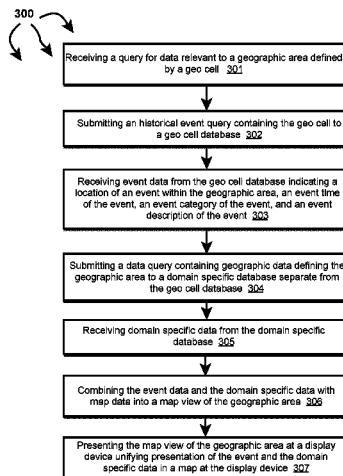 300
Receiving a query for data relevant to a geographic area defined
by a geo cell 301
Submitting an historical event query containing the geo cell to
a geo cell database 302
Receiving event data from the geo cell database indicating a
location of an event within the geographic area, an event time
of the event, an event category of the event, and an event
description of the event 303
Submitting a data query containing geographic data defining the
geographic area to a domain specific database separate from
the geo cell database 304
Receiving domain specific data from the domain specific
database 305
Combining the event data and the domain specific data with
map data into a map view of the geographic area 306
Presenting the map view of the geographic area at a display
device unifying presentation of the event and the domain
specific data in a map at the display device 307